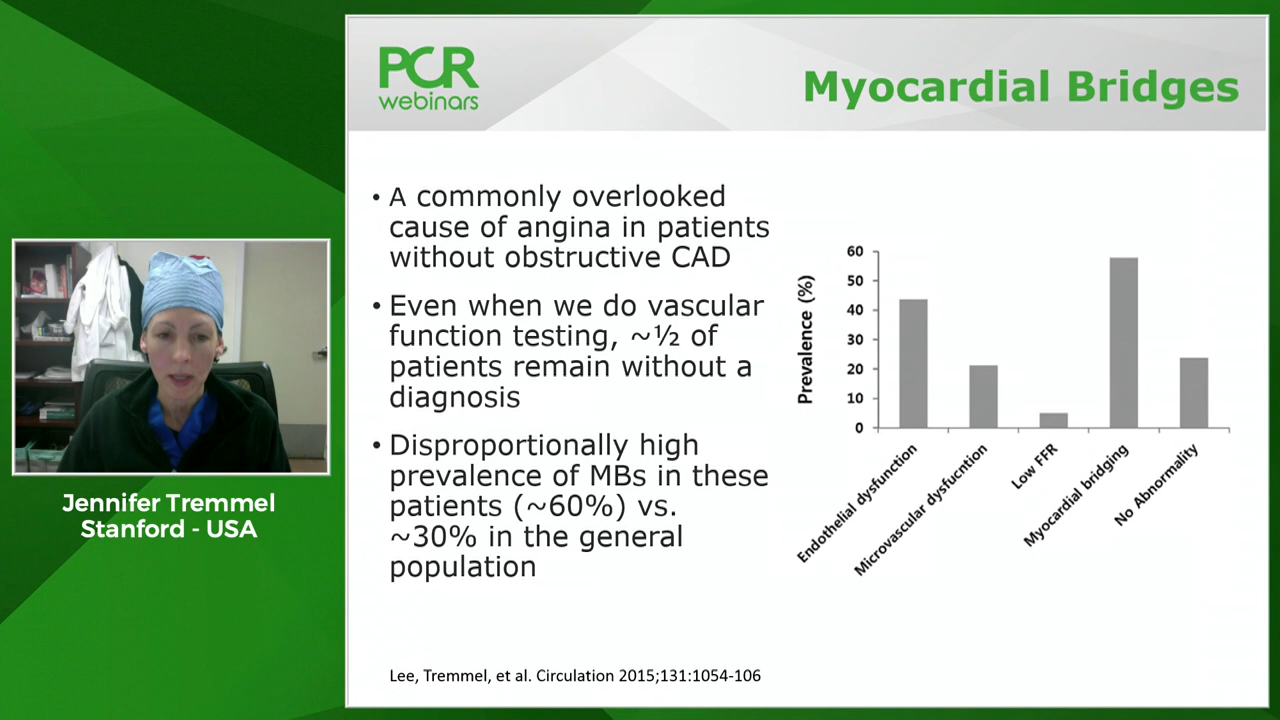 PCR
webinars
Myocardial Bridges
• A commonly overlooked
cause of angina in patients
without obstructive CAD
• Even when we do vascular
function testing, ~½ of
patients remain without a
diagnosis
• Disproportionally high
prevalence of MBs in these
patients (~60%) vs.
~30% in the general
population
Prevalence (%)
60
50
40
30
20
10
0
Endothelial dysfunction
Microvascular dysfucntion
Low FFR
Myocardial bridging
No Abnormality
Lee, Tremmel, et al. Circulation 2015;131:1054-106
Jennifer Tremmel
Stanford - USA